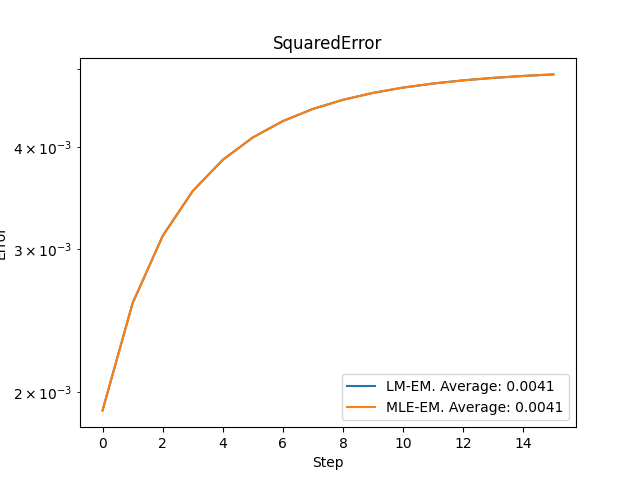 SquaredError
4 × 10⁻³
3 × 10⁻³
2 × 10⁻³
Error
0 2 4 6 8 10 12 14
Step
LM-EM. Average: 0.0041
MLE-EM. Average: 0.0041